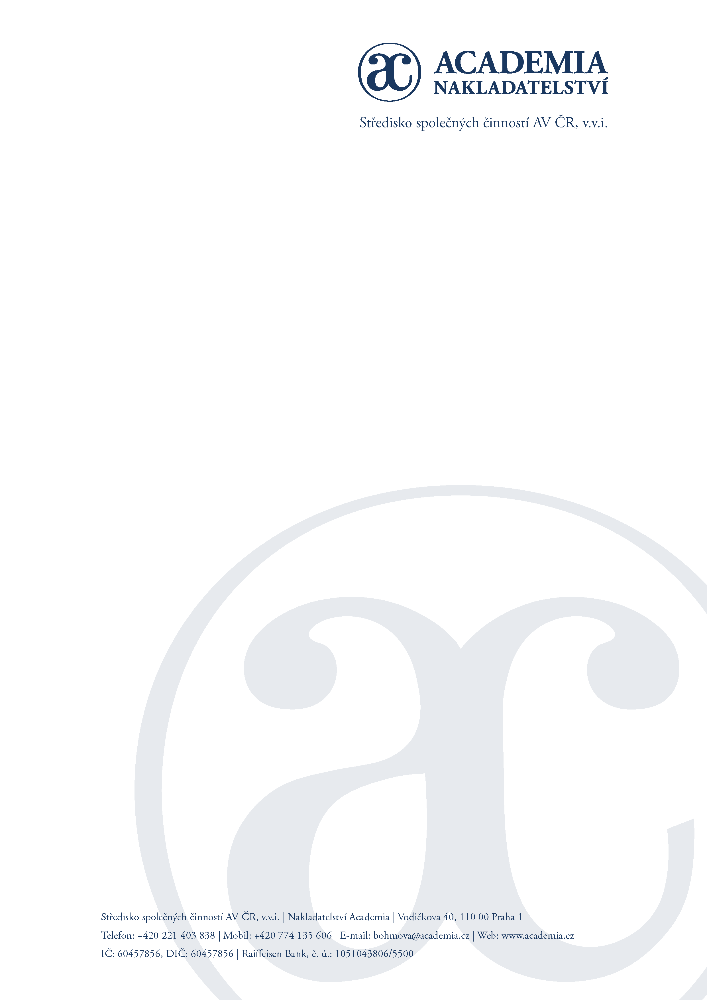 ac ACADEMIA
NAKLADATELSTVÍ
Středisko společných činností AV ČR, v.v.i.
ac
Středisko společných činností AV ČR, v.v.i. | Nakladatelství Academia | Vodičkova 40, 110 00 Praha 1
Telefon: +420 221 403 838 | Mobil: +420 774 135 606 | E-mail: bohmova@academia.cz | Web: www.academia.cz
IČ: 60457856, DIČ: 60457856 | Raiffeisen Bank, č. ú.: 1051043806/5500